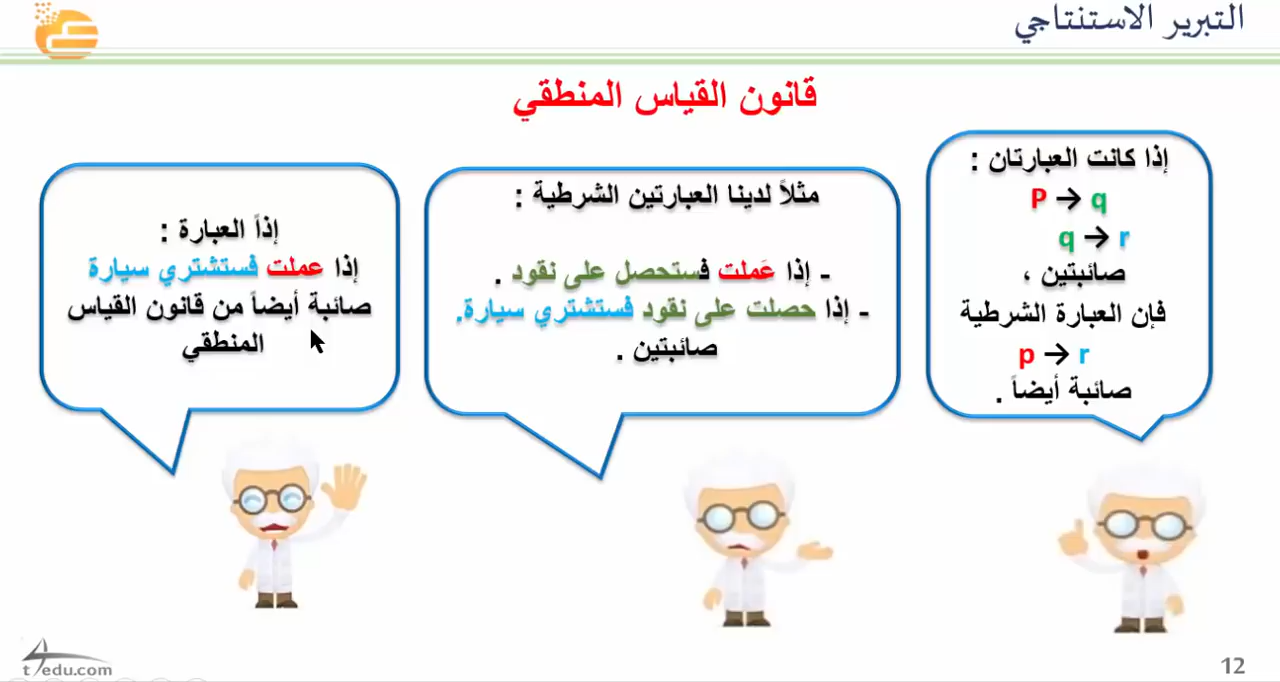 التبرير الاستنتاجي
قانون القياس المنطقي
إذا كانت العبارتان :
P → q
q → r
صائبتين ،
فإن العبارة الشرطية
p → r
صائبة أيضاً .
مثلاً لدينا العبارتين الشرطية :
- إذا عَملت فستحصل على نقود .
- إذا حصلت على نقود فستشتري سيارة.
صائبتين .
إذاً العبارة :
إذا عملت فستشتري سيارة
صائبة أيضاً من قانون القياس
المنطقي
t4edu.com
12